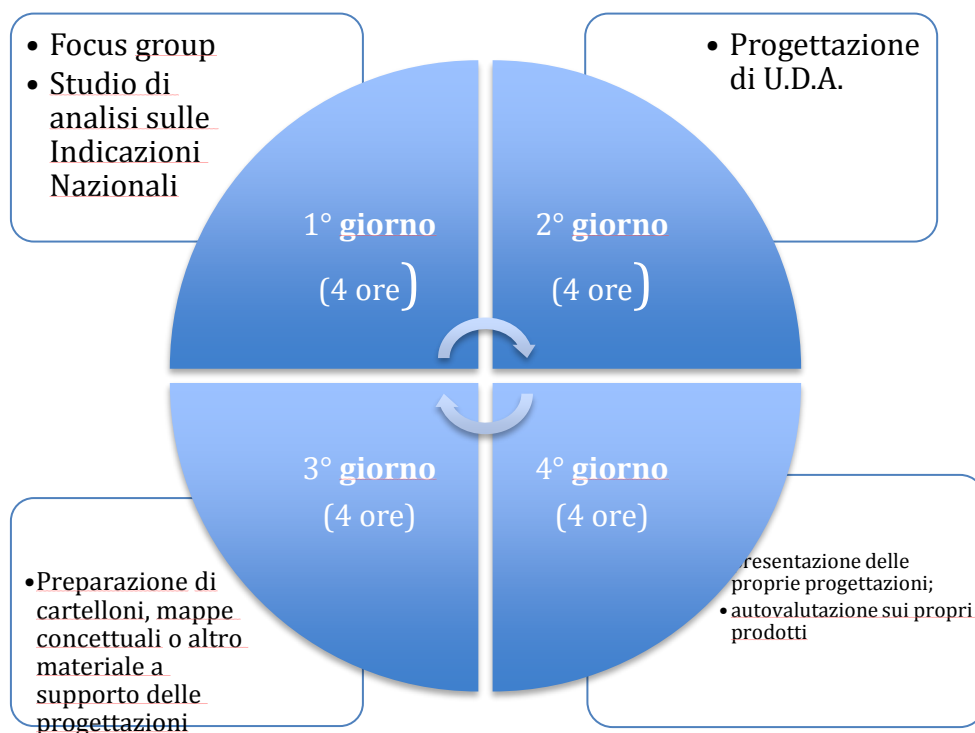 • Focus group
• Studio di
analisi sulle
Indicazioni
Nazionali
• Progettazione
di U.D.A.
1° giorno
(4 ore)
2° giorno
(4 ore)
3° giorno
(4 ore)
4° giorno
(4 ore)
•Preparazione di
cartelloni, mappe
concettuali o altro
materiale a
supporto delle
progettazioni
resentazione delle
proprie progettazioni;
• autovalutazione sui propri
prodotti